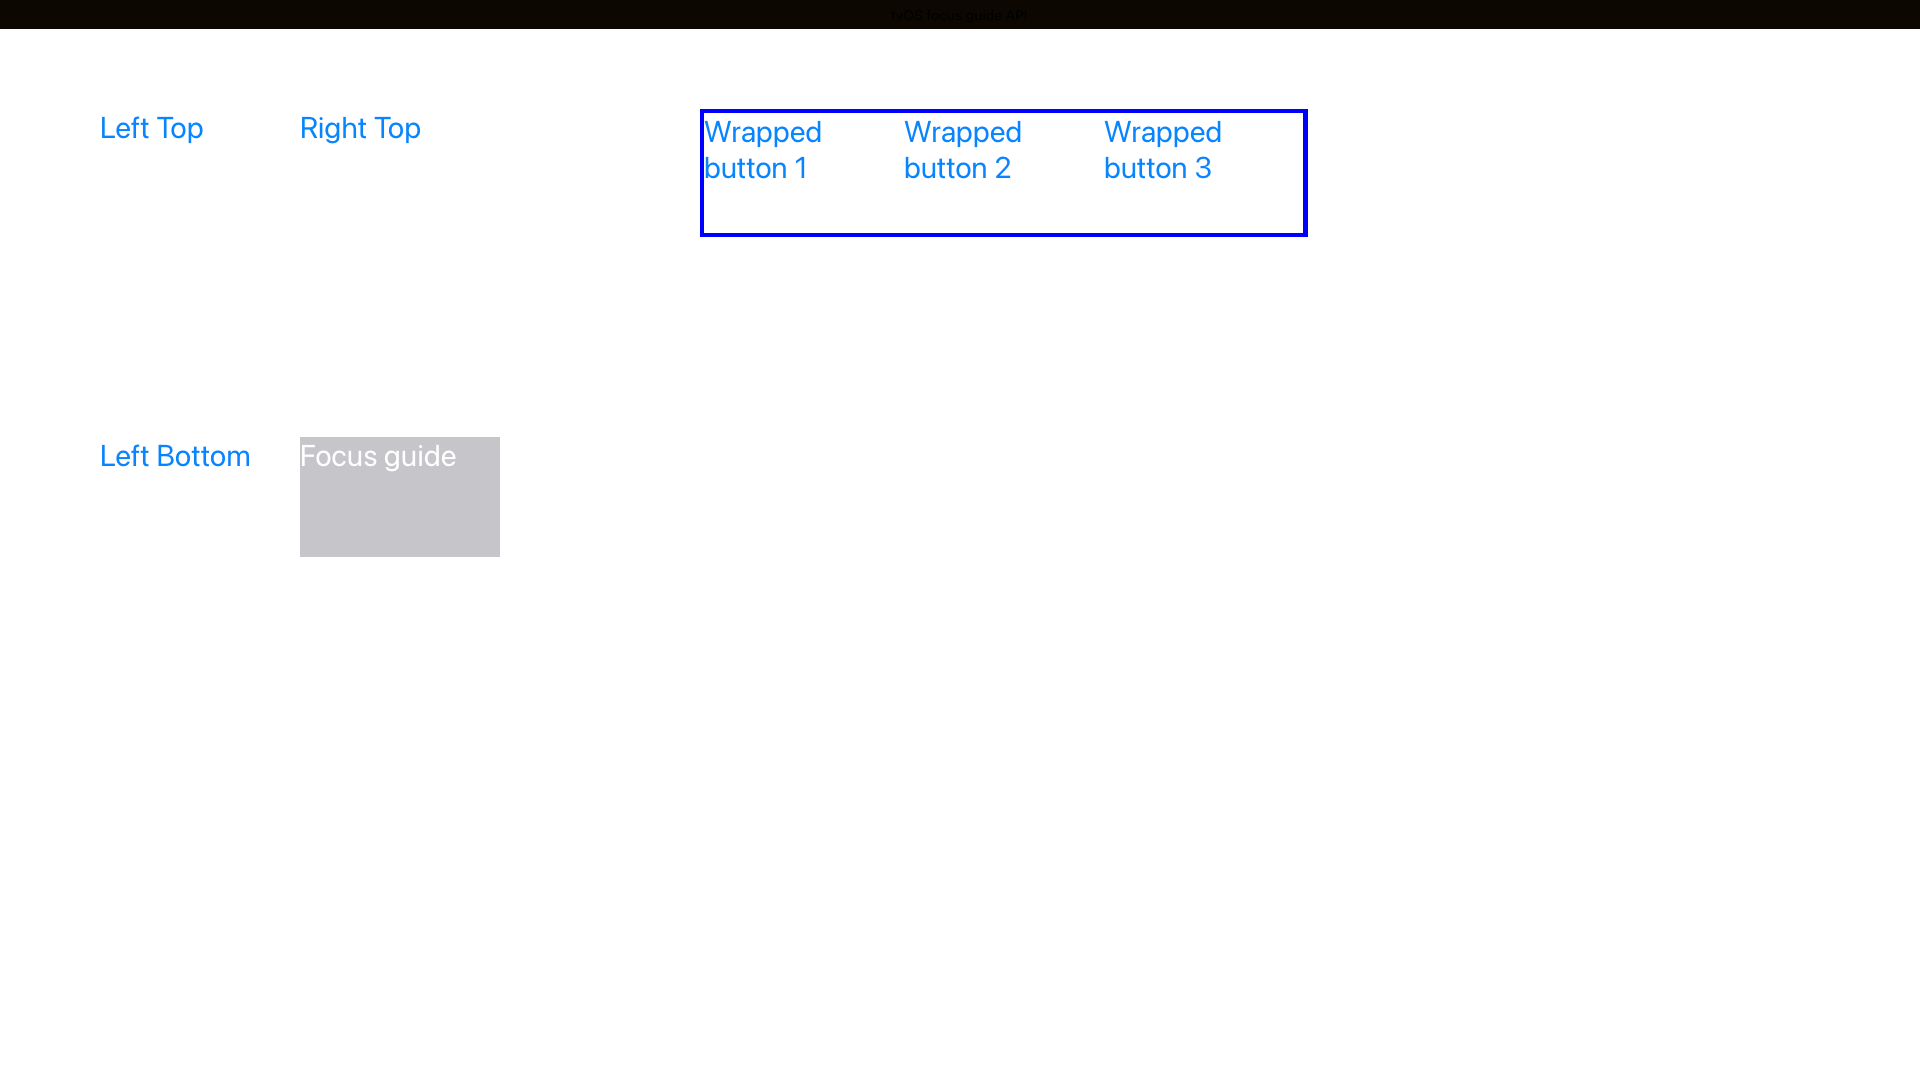 tvOS focus guide API
Left Top
Right Top
Wrapped
button 1
Wrapped
button 2
Wrapped
button 3
Left Bottom
Focus guide